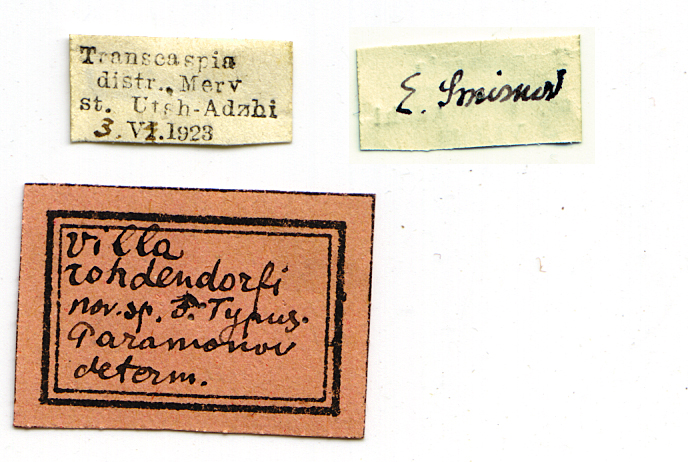 Transcaspia
distr., Merv
st. Utsh-Adzhi
3. VI.1923
E. Smirnov
Villa
rohdendorfi
nov. sp. Typus.
Paramonov
determ.